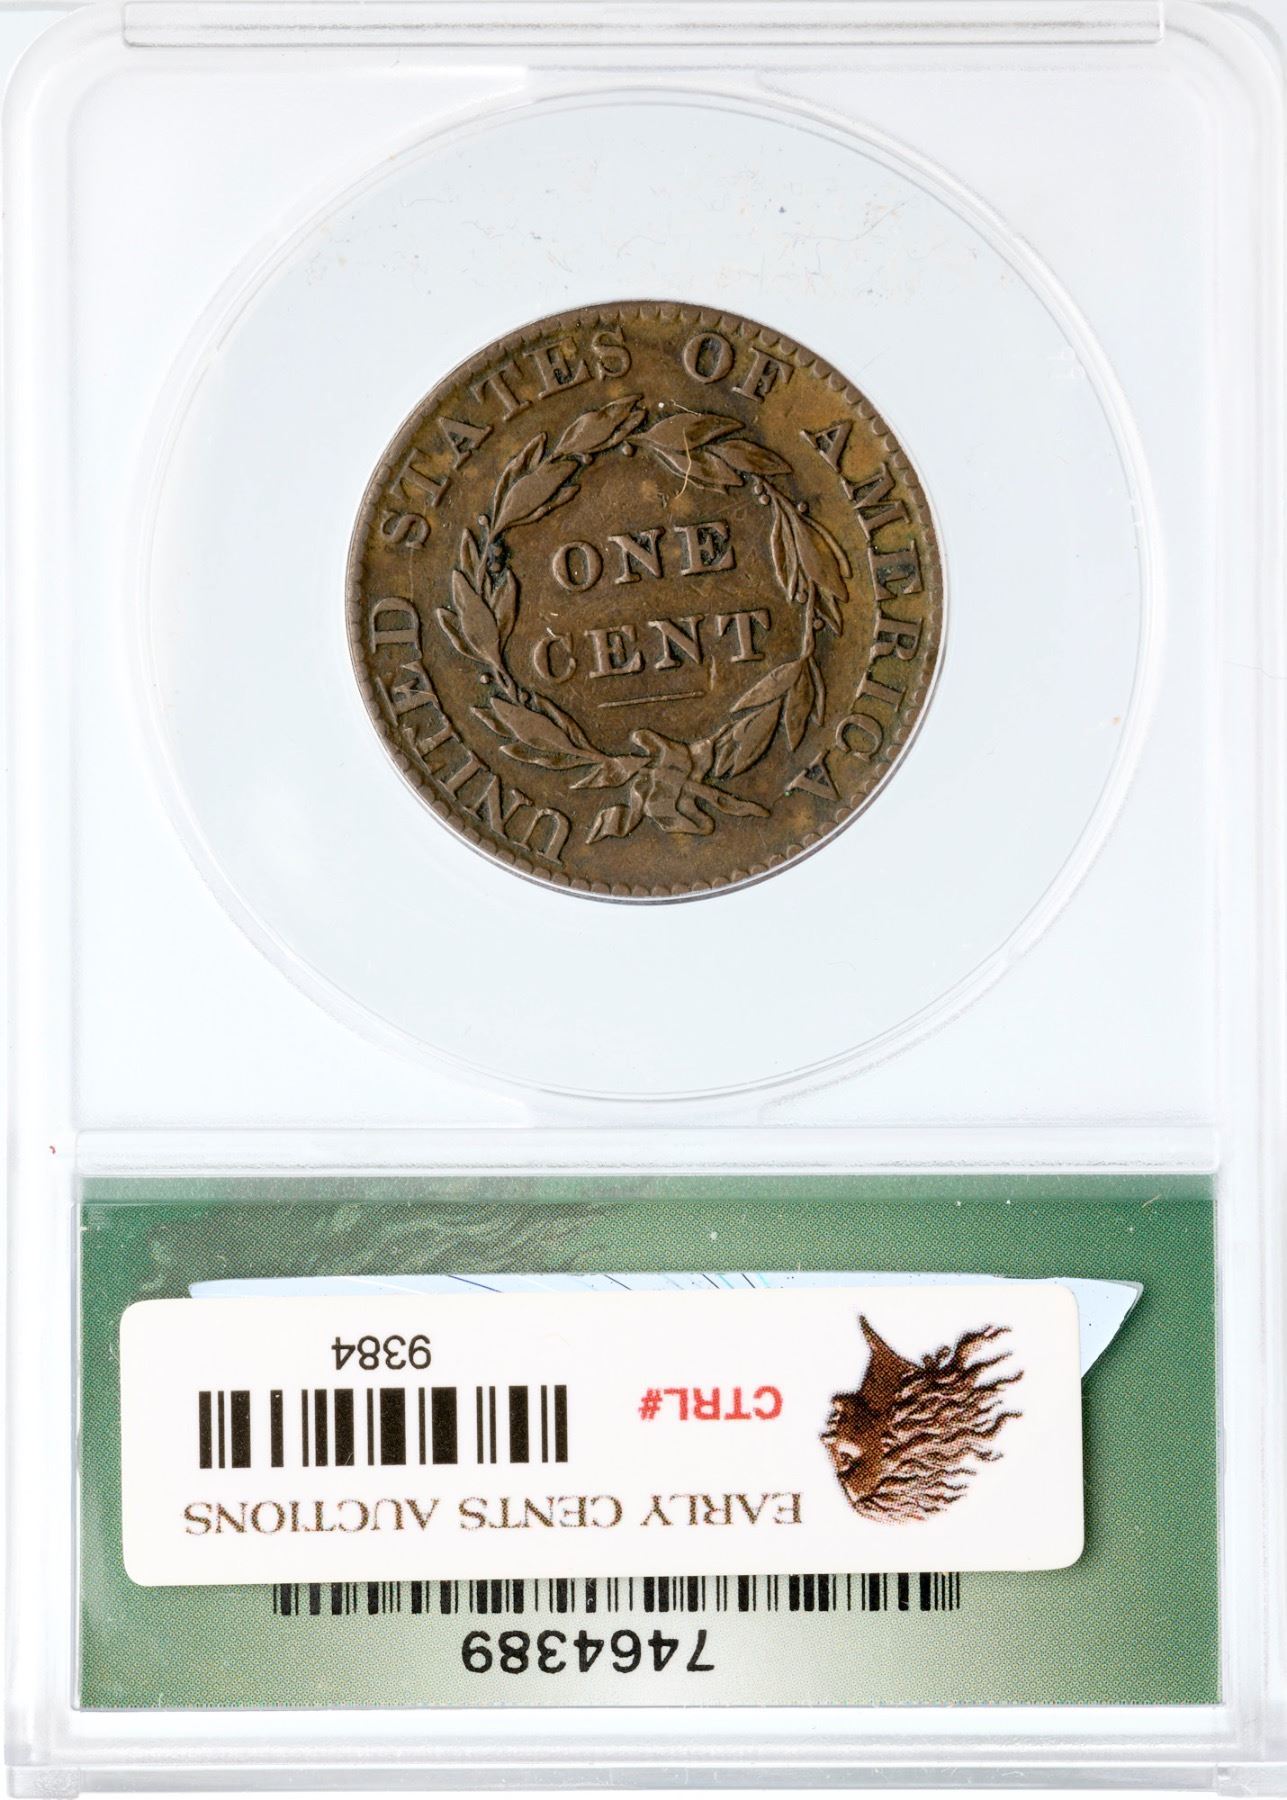 UNITED STATES OF AMERICA
ONE
CENT
7464389
EARLY CENTS AUCTIONS
CTRL#
9384